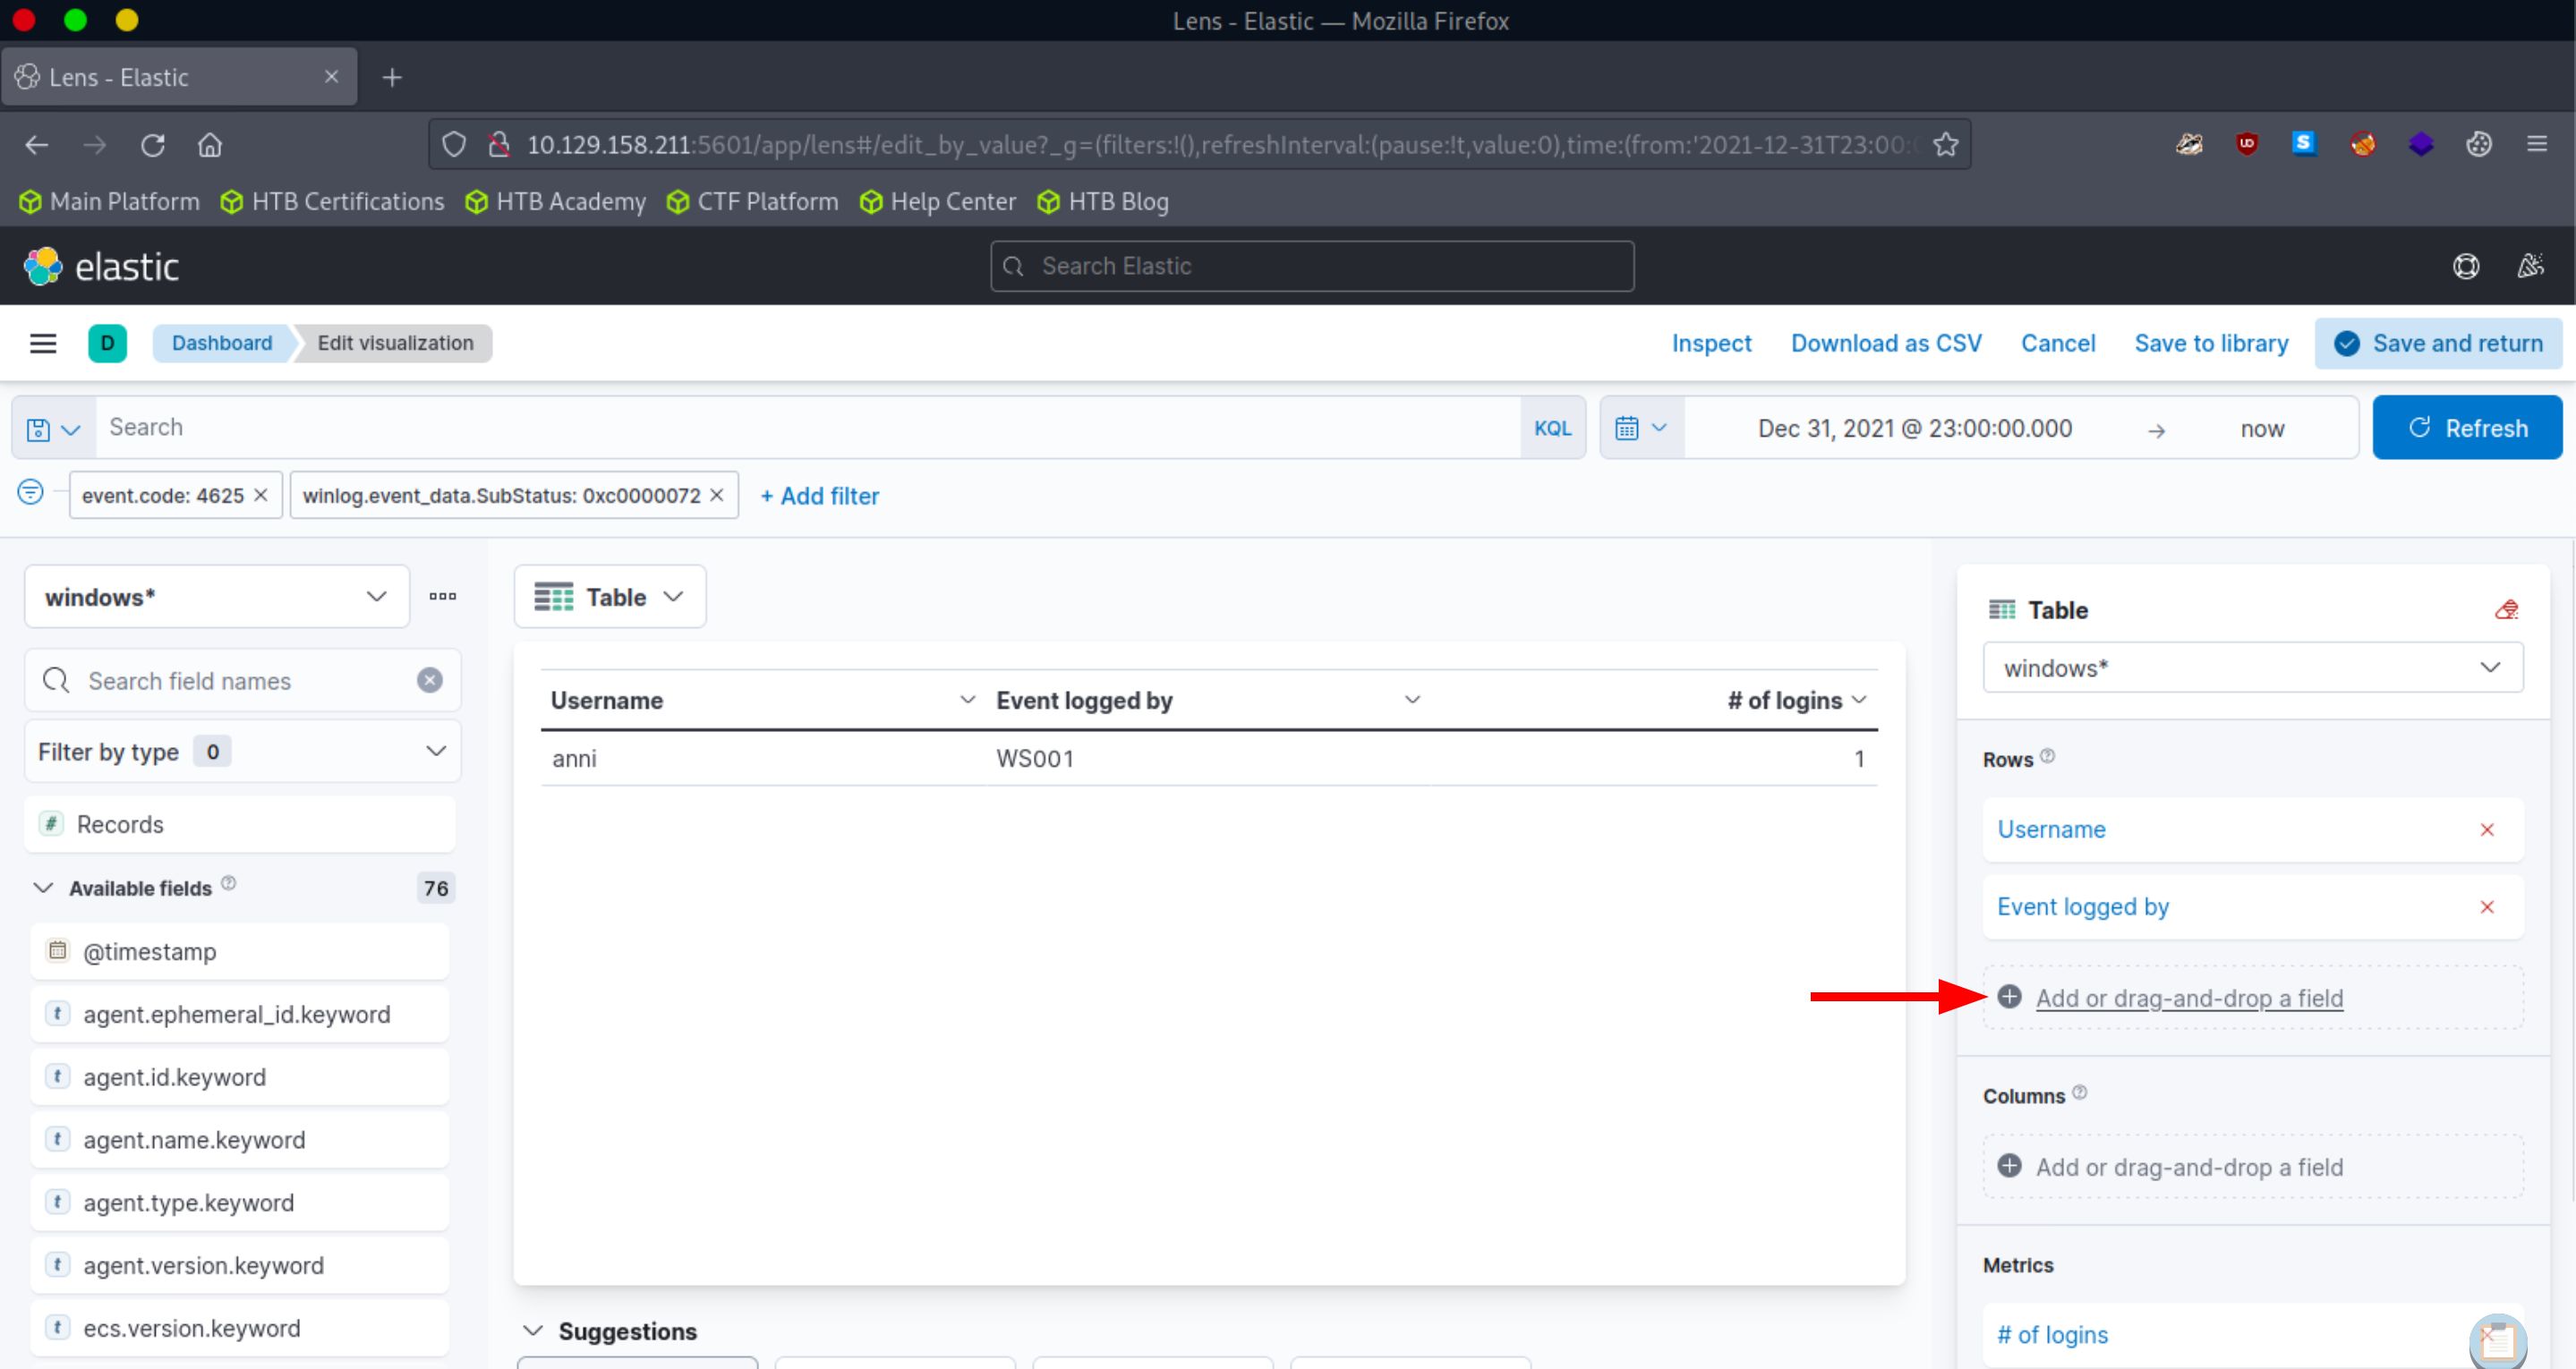 Lens - Elastic — Mozilla Firefox
Lens - Elastic
10.129.158.211:5601/app/lens#/edit_by_value?_g=(filters:!(),refreshInterval:(pause:!t,value:0),time:(from:'2021-12-31T23:00:
Main Platform HTB Certifications HTB Academy CTF Platform Help Center HTB Blog
elastic Search Elastic
D Dashboard Edit visualization Inspect Download as CSV Cancel Save to library Save and return
Search KQL Dec 31, 2021 @ 23:00:00.000 → now Refresh
event.code: 4625 winlog.event_data.SubStatus: 0xc0000072 + Add filter
windows*
Table
Table
Search field names
windows*
Username Event logged by # of logins
Filter by type 0
anni WS001 1
Rows
Records
Username
Available fields 76
Event logged by
@timestamp
Add or drag-and-drop a field
agent.ephemeral_id.keyword
agent.id.keyword
Columns
agent.name.keyword
Add or drag-and-drop a field
agent.type.keyword
agent.version.keyword
Metrics
ecs.version.keyword
Suggestions
# of logins